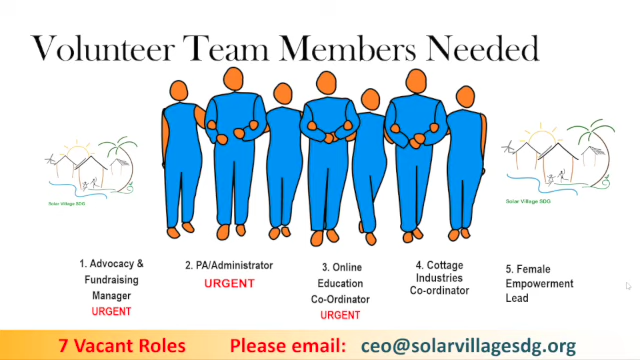 Volunteer Team Members Needed
Solar Village SDG
Solar Village SDG
1. Advocacy &
Fundraising
Manager
URGENT
2. PA/Administrator
URGENT
3. Online
Education
Co-Ordinator
URGENT
4. Cottage
Industries
Co-ordinator
5. Female
Empowerment
Lead
7 Vacant Roles Please email: ceo@solarvillagesdg.org